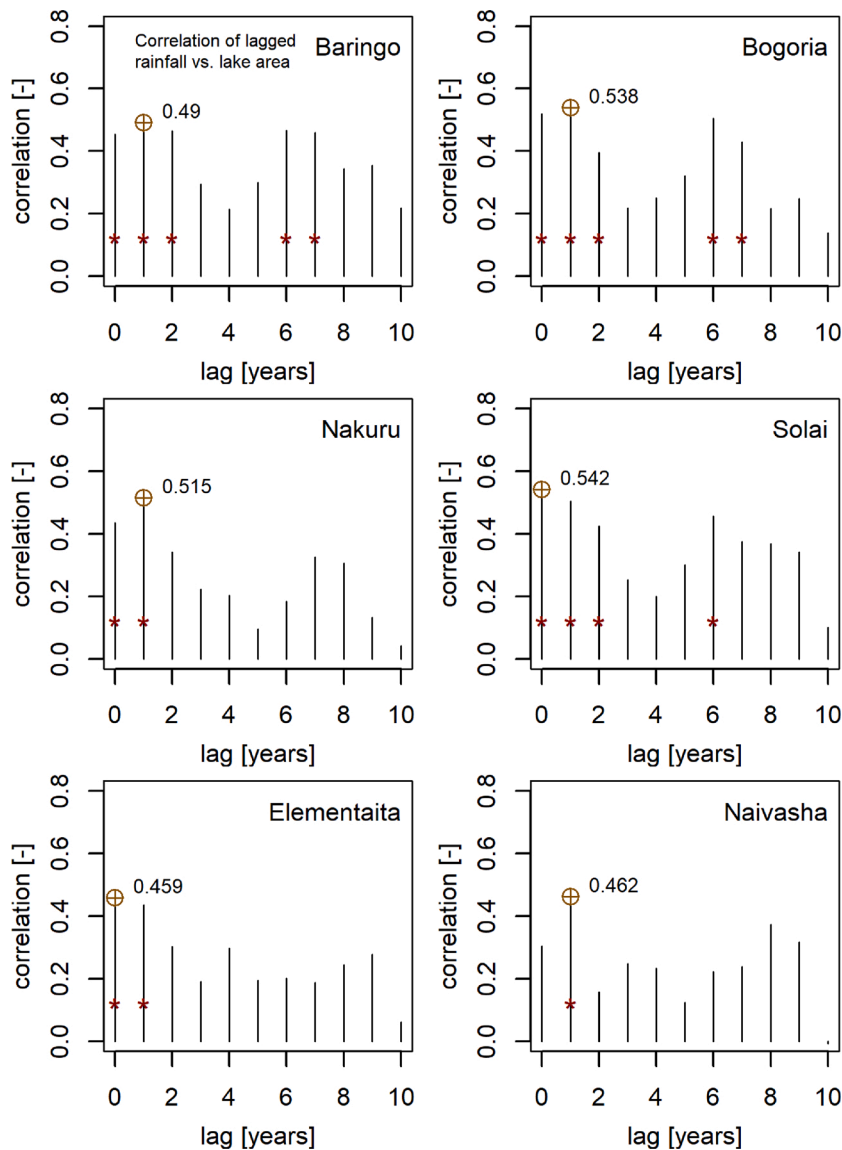 Correlation of lagged
rainfall vs. lake area
Baringo
0.49
correlation [-]
0.0 0.2 0.4 0.6 0.8
* * * * *
0 2 4 6 8 10
lag [years]
Bogoria
0.538
correlation [-]
0.0 0.2 0.4 0.6 0.8
* * * * *
0 2 4 6 8 10
lag [years]
Nakuru
0.515
correlation [-]
0.0 0.2 0.4 0.6 0.8
* *
0 2 4 6 8 10
lag [years]
Solai
0.542
correlation [-]
0.0 0.2 0.4 0.6 0.8
* * * *
0 2 4 6 8 10
lag [years]
Elementaita
0.459
correlation [-]
0.0 0.2 0.4 0.6 0.8
* *
0 2 4 6 8 10
lag [years]
Naivasha
0.462
correlation [-]
0.0 0.2 0.4 0.6 0.8
*
0 2 4 6 8 10
lag [years]